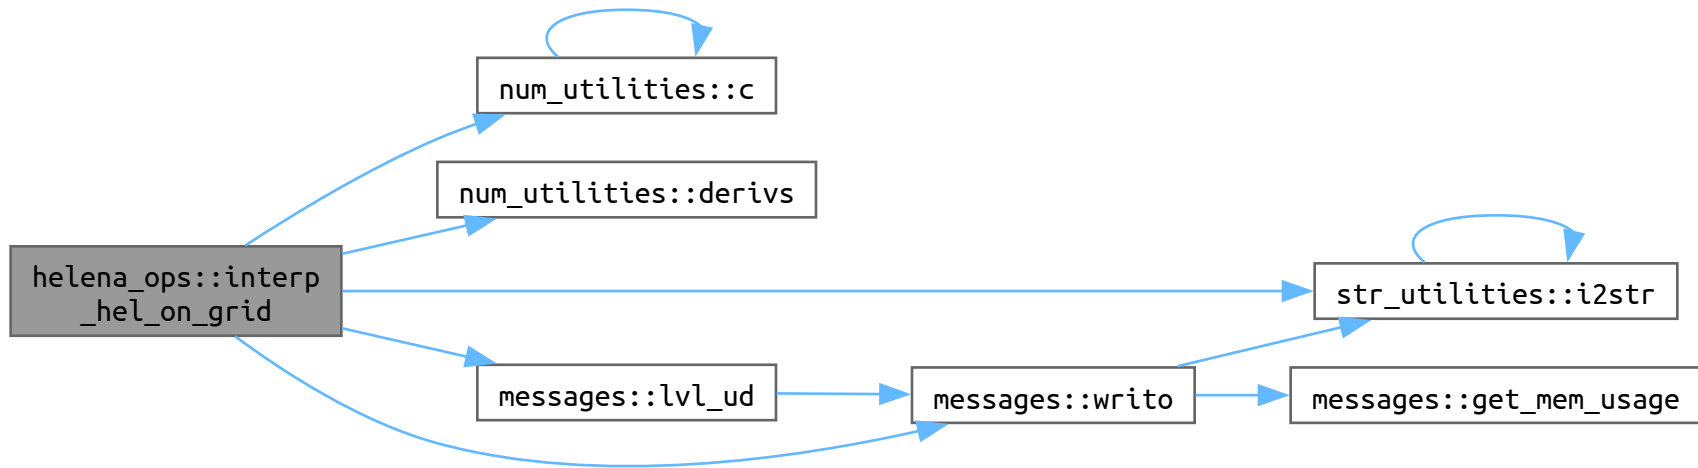 num_utilities::c
num_utilities::derivs
helena_ops::interp
_hel_on_grid
str_utilities::i2str
messages::lvl_ud
messages::writo
messages::get_mem_usage